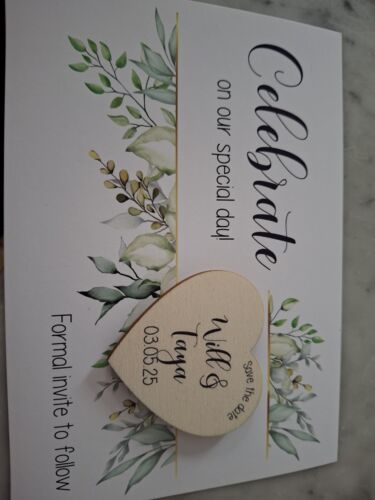 Celebrate
on our special day!
save the date
Will &
Taya
03.05.25
Formal invite to follow